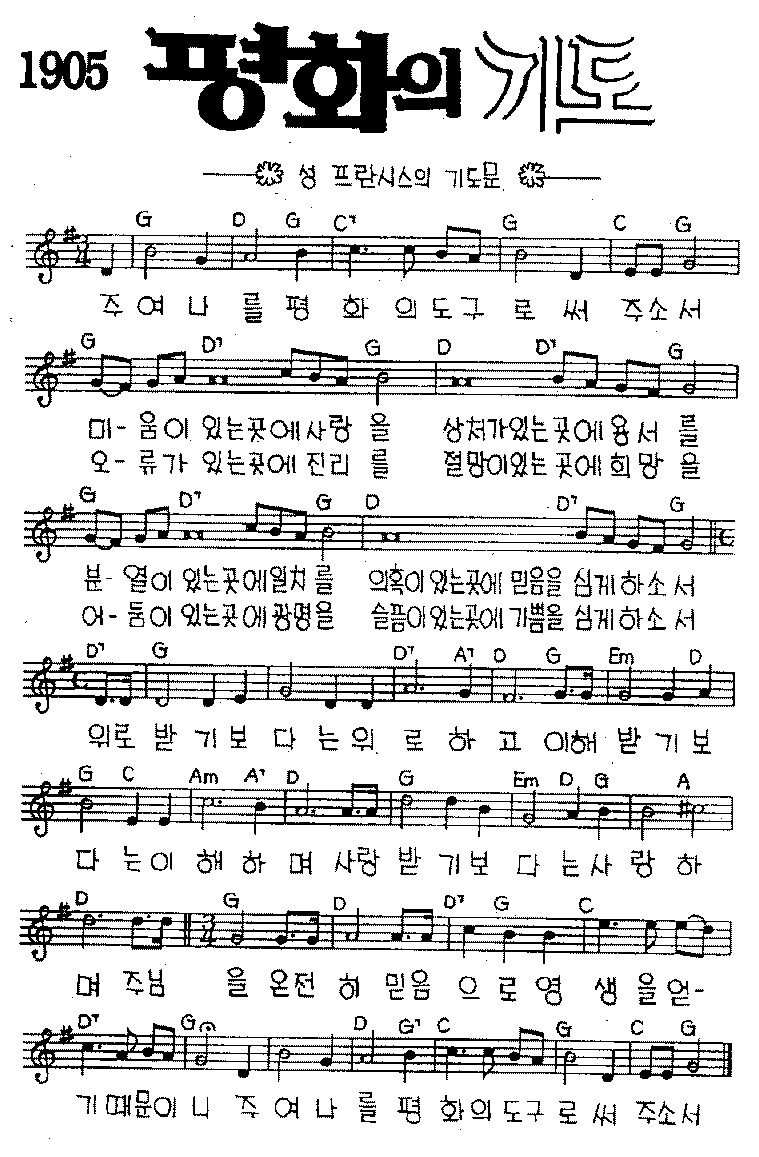 1905 평화의 기도
성 프란시스의 기도문
G D G C7 G C G
주 여 나 를 평 화 의 도 구 로 써 주 소 서
G D7 G D D7 G
미- 움 이 있는곳에 사랑 을 상처가있는곳에 용 서 를
오- 류 가 있는곳에 진 리 를 절망이있는곳에 희 망 을
G D7 G D D7 G
분- 열이 있는곳에일치를 의혹이있는곳에 믿음을 심게하소서
어- 둠이 있는곳에광명을 슬픔이있는곳에 기쁨을 심게하소서
D7 G D7 A7 D G Em D
위로 받 기 보 다 는 위 로 하 고 이해 받 기 보
G C Am A7 D G Em D G A
다 는 이 해 하 며 사랑 받 기 보 다 는 사 랑 하
D G D D7 G C
며 주님 을 온전 히 믿음 으 로 영 생 을 얻-
D7 G D G7 C G C G
기 때문이 니 주 여 나 를 평 화 의 도 구 로 써 주소서